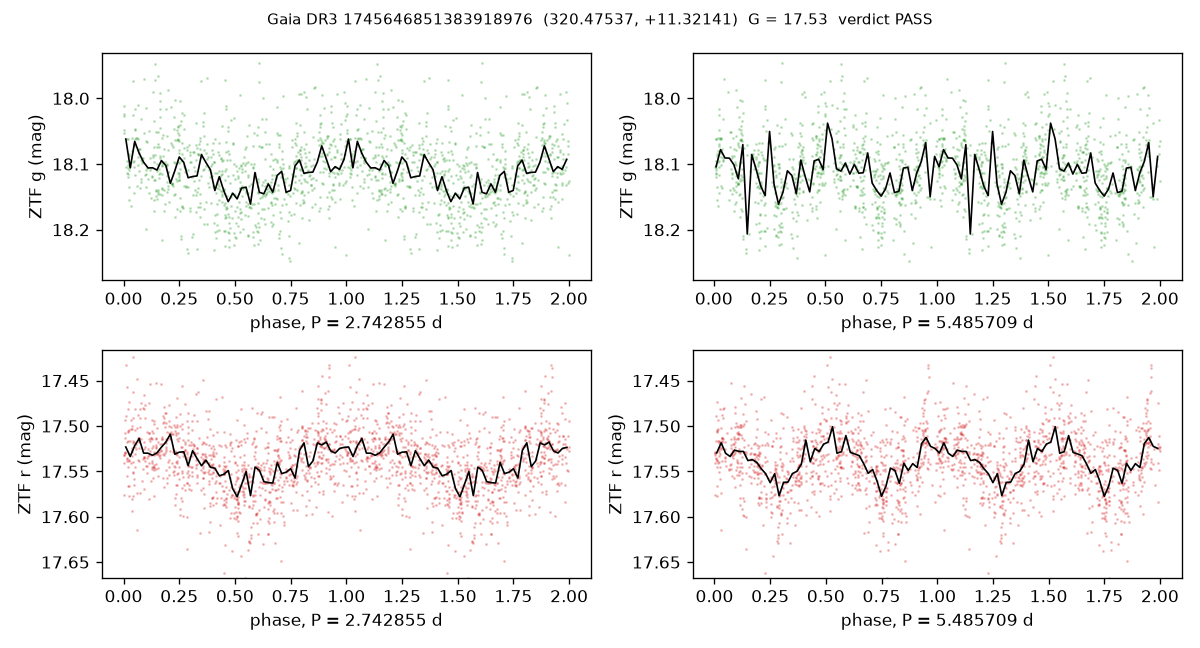 Gaia DR3 1745646851383918976  (320.47537, +11.32141)  G = 17.53  verdict PASS
ZTF g (mag)
18.0
18.1
18.2
0.00 0.25 0.50 0.75 1.00 1.25 1.50 1.75 2.00
phase, P = 2.742855 d
ZTF g (mag)
18.0
18.1
18.2
0.00 0.25 0.50 0.75 1.00 1.25 1.50 1.75 2.00
phase, P = 5.485709 d
ZTF r (mag)
17.45
17.50
17.55
17.60
17.65
0.00 0.25 0.50 0.75 1.00 1.25 1.50 1.75 2.00
phase, P = 2.742855 d
ZTF r (mag)
17.45
17.50
17.55
17.60
17.65
0.00 0.25 0.50 0.75 1.00 1.25 1.50 1.75 2.00
phase, P = 5.485709 d